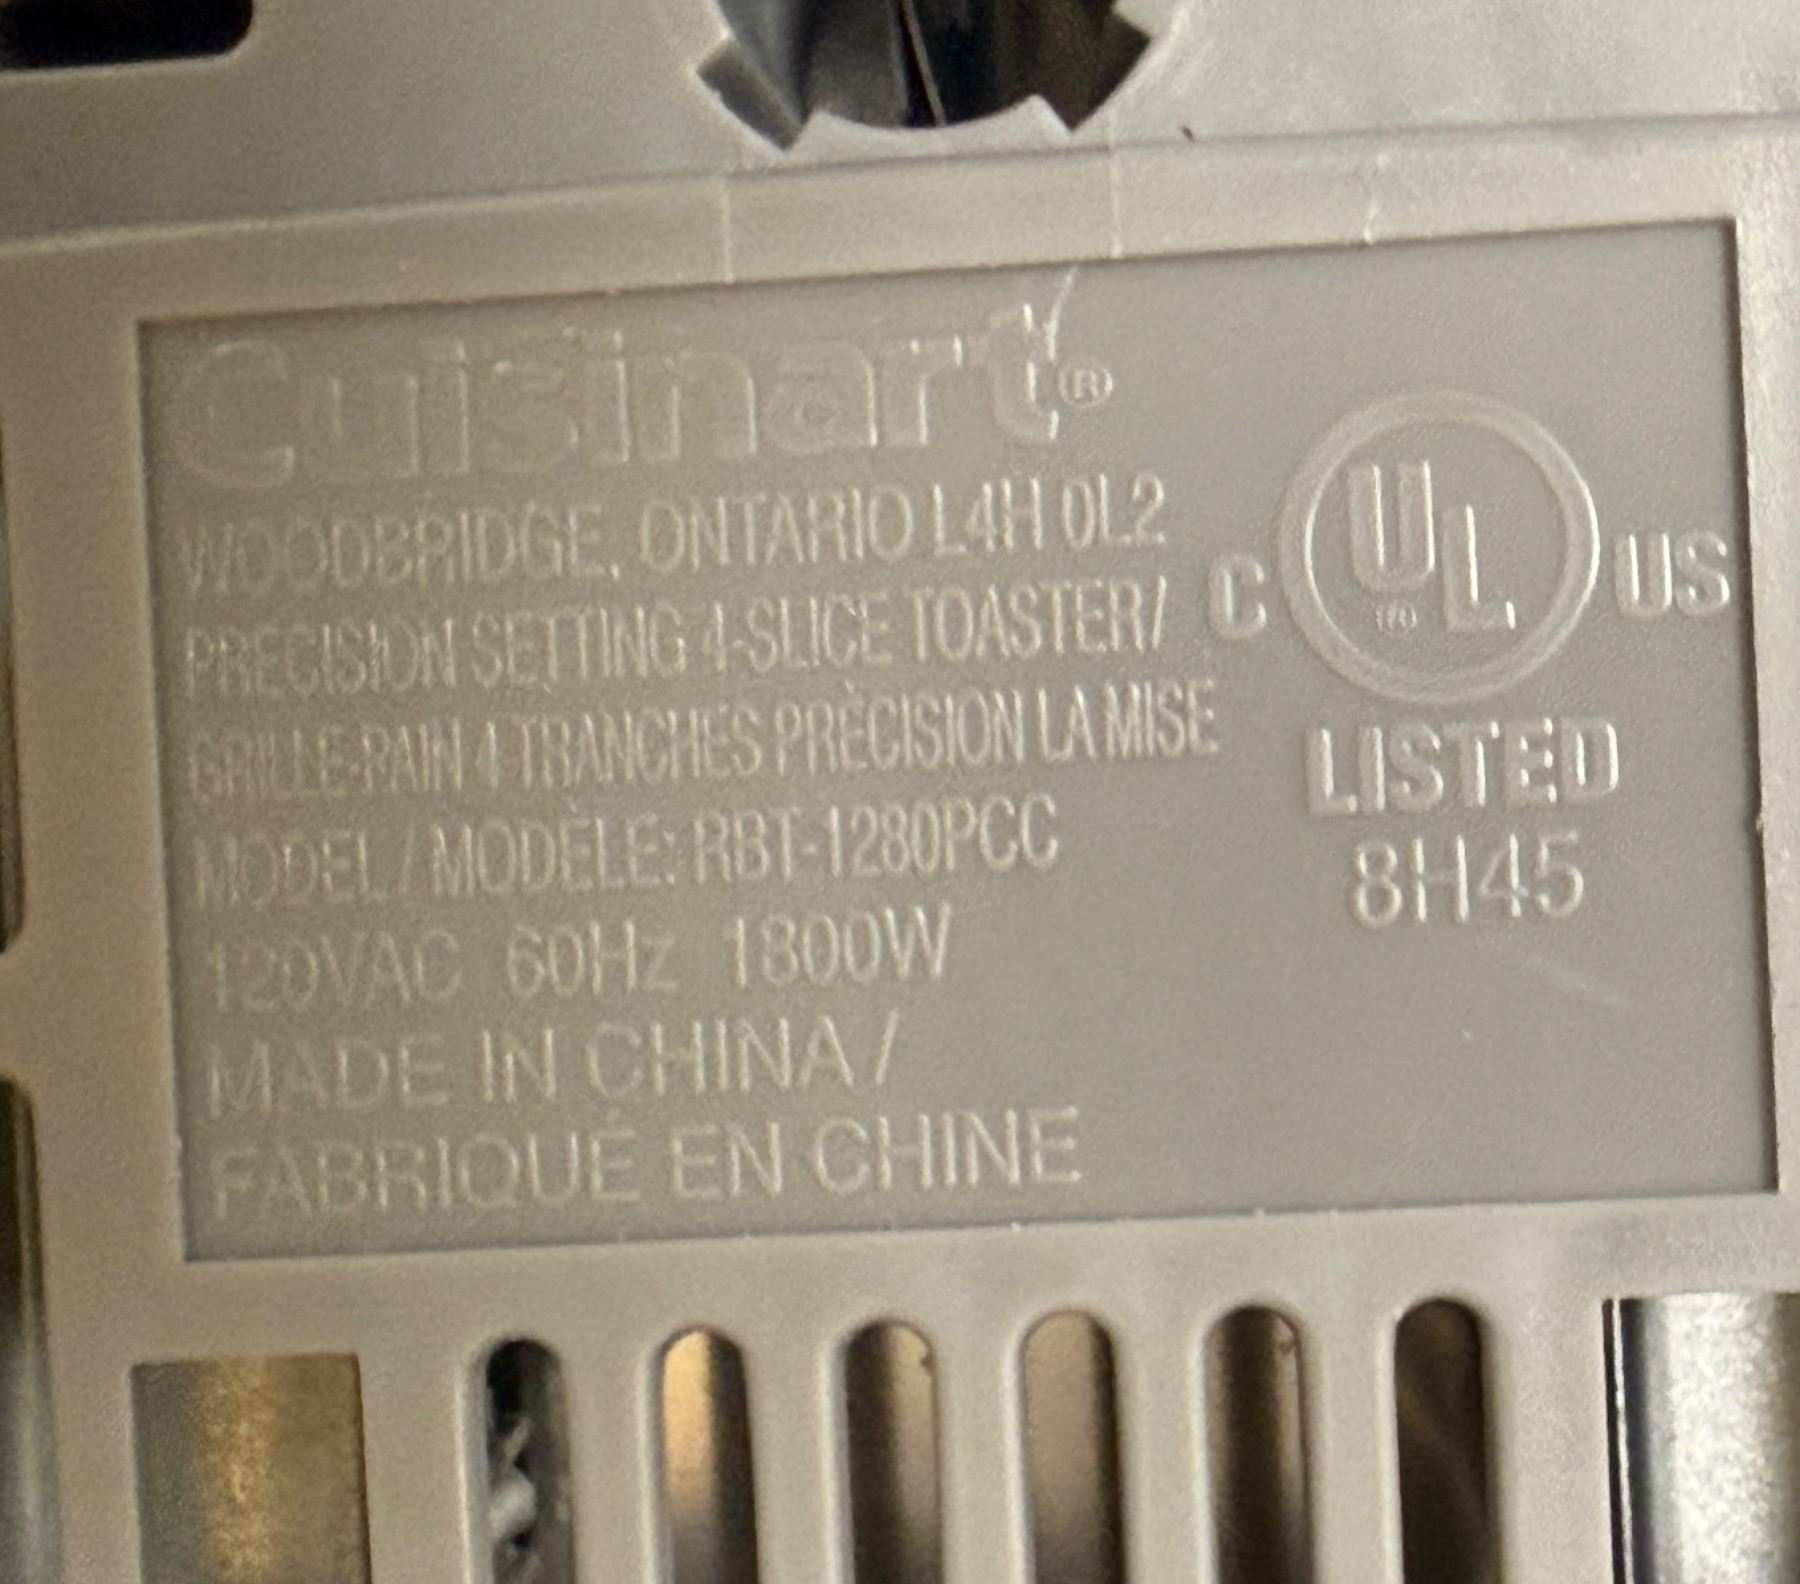 Cuisinart®
WOODBRIDGE, ONTARIO L4H 0L2
PRECISION SETTING 4-SLICE TOASTER/
GRILLE-PAIN 4 TRANCHES PRÈCISION LA MISE
MODEL / MODÈLE: RBT-1280PCC
120VAC 60Hz 1800W
MADE IN CHINA /
FABRIQUÉ EN CHINE
C UL US
®
LISTED
8H45